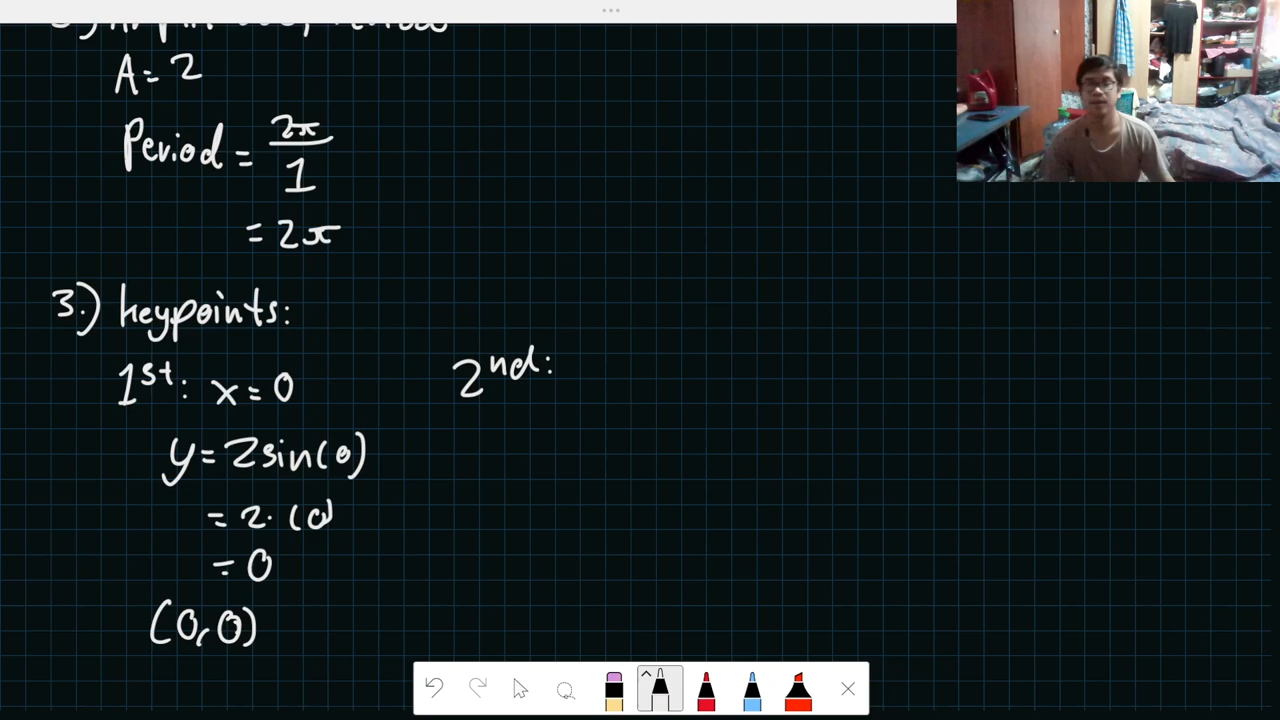 A = 2
Period = 2π / 1
= 2π
3.) keypoints:
1st: x = 0
y = 2sin(0)
= 2·(0)
= 0
(0,0)
2nd: